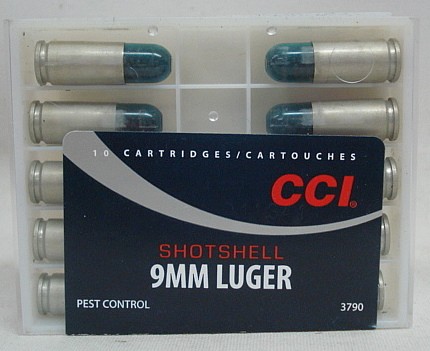 10 CARTRIDGES/CARTOUCHES
CCI®
SHOTSHELL
9MM LUGER
PEST CONTROL 3790